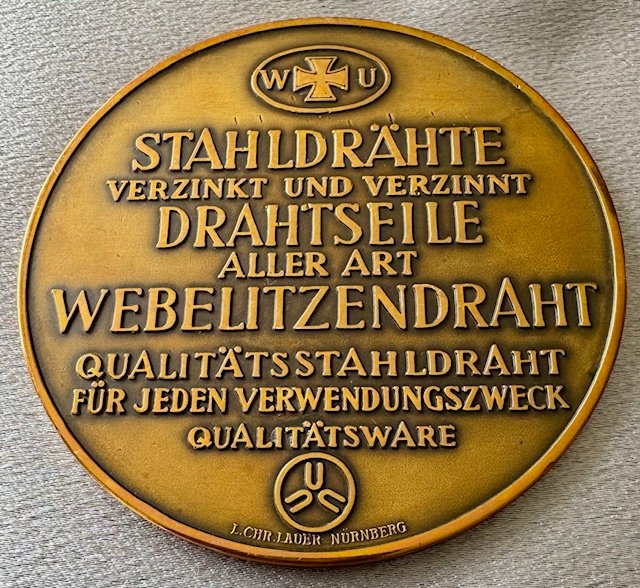 W U
STAHLDRÄHTE
VERZINKT UND VERZINNT
DRAHTSEILE
ALLER ART
WEBELITZENDRAHT
QUALITÄTSSTAHLDRAHT
FÜR JEDEN VERWENDUNGSZWECK
QUALITÄTSWARE
U U U
L. CHR. LAUER NÜRNBERG